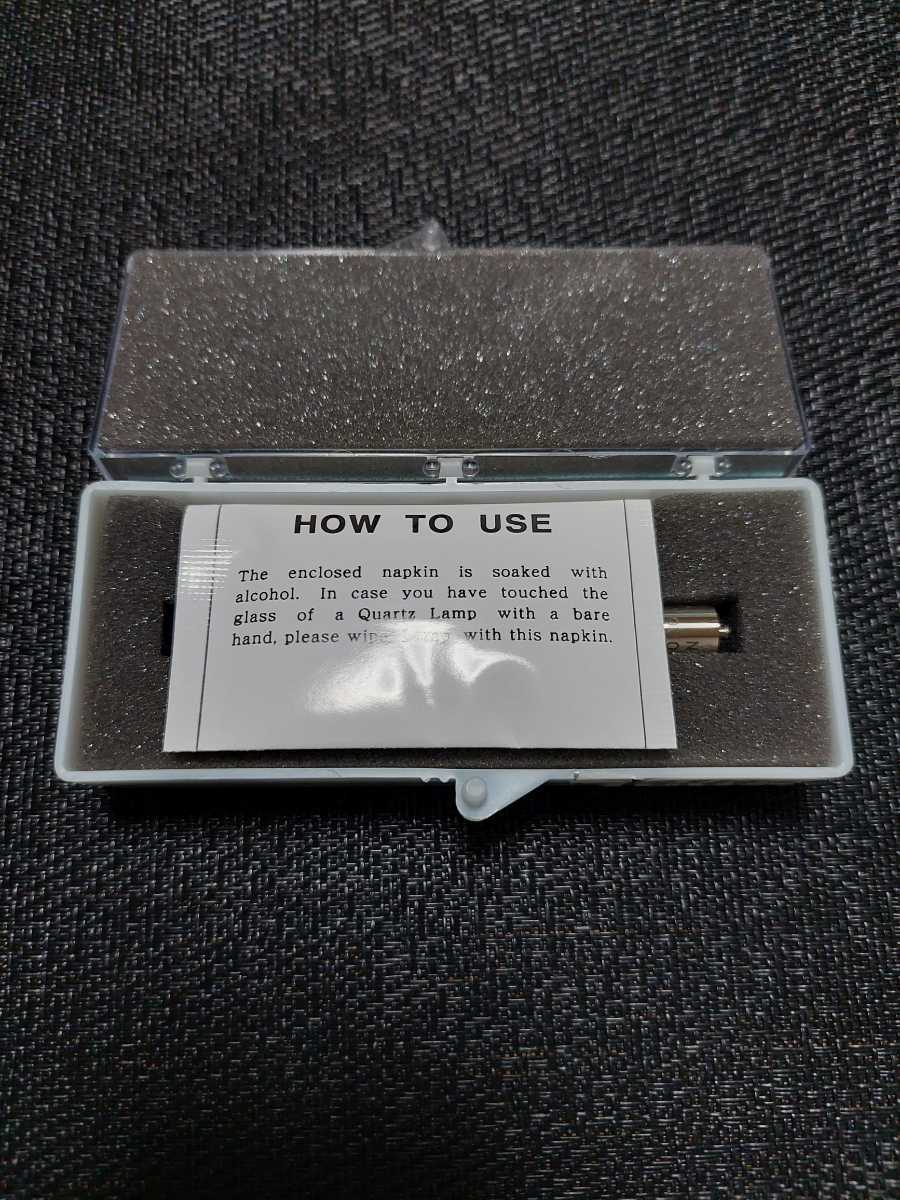 HOW TO USE
The enclosed napkin is soaked with
alcohol. In case you have touched the
glass of a Quartz Lamp with a bare
hand, please wipe with this napkin.